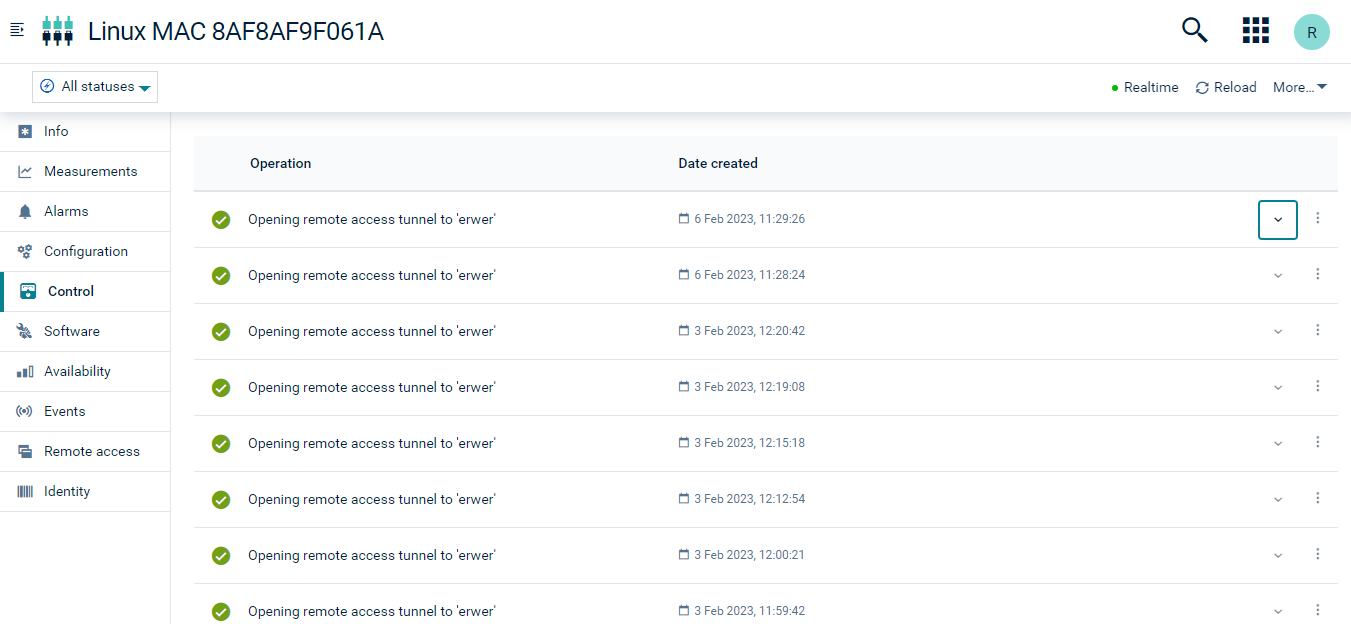 Linux MAC 8AF8AF9F061A
R
All statuses
Realtime
Reload
More...
Info
Measurements
Alarms
Configuration
Control
Software
Availability
Events
Remote access
Identity
Operation Date created
Opening remote access tunnel to 'erwer' 6 Feb 2023, 11:29:26
Opening remote access tunnel to 'erwer' 6 Feb 2023, 11:28:24
Opening remote access tunnel to 'erwer' 3 Feb 2023, 12:20:42
Opening remote access tunnel to 'erwer' 3 Feb 2023, 12:19:08
Opening remote access tunnel to 'erwer' 3 Feb 2023, 12:15:18
Opening remote access tunnel to 'erwer' 3 Feb 2023, 12:12:54
Opening remote access tunnel to 'erwer' 3 Feb 2023, 12:00:21
Opening remote access tunnel to 'erwer' 3 Feb 2023, 11:59:42